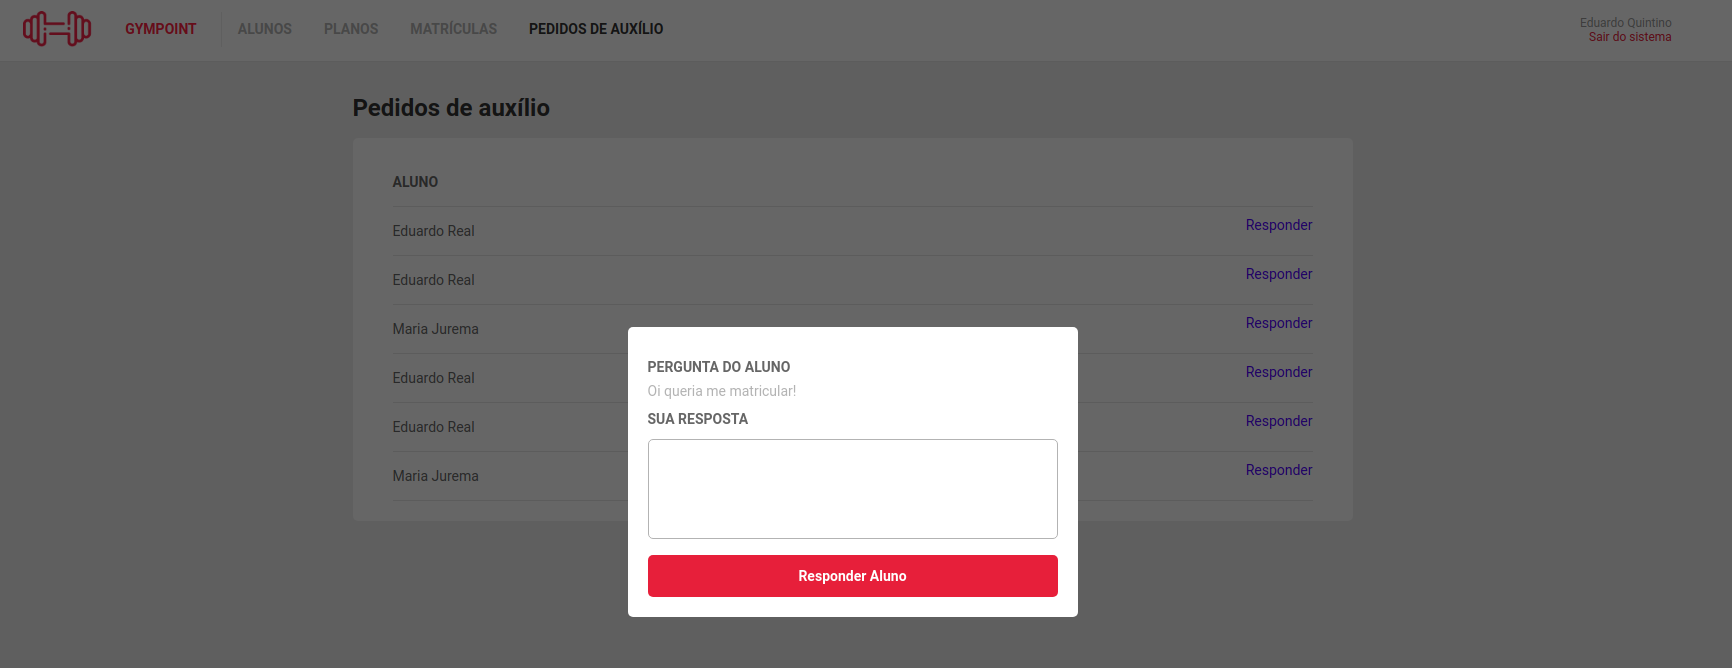 GYMPOINT ALUNOS PLANOS MATRÍCULAS PEDIDOS DE AUXÍLIO
Eduardo Quintino
Sair do sistema
Pedidos de auxílio
ALUNO
Eduardo Real Responder
Eduardo Real Responder
Maria Jurema Responder
Eduardo Real Responder
Eduardo Real Responder
Maria Jurema Responder
PERGUNTA DO ALUNO
Oi queria me matricular!
SUA RESPOSTA
Responder Aluno